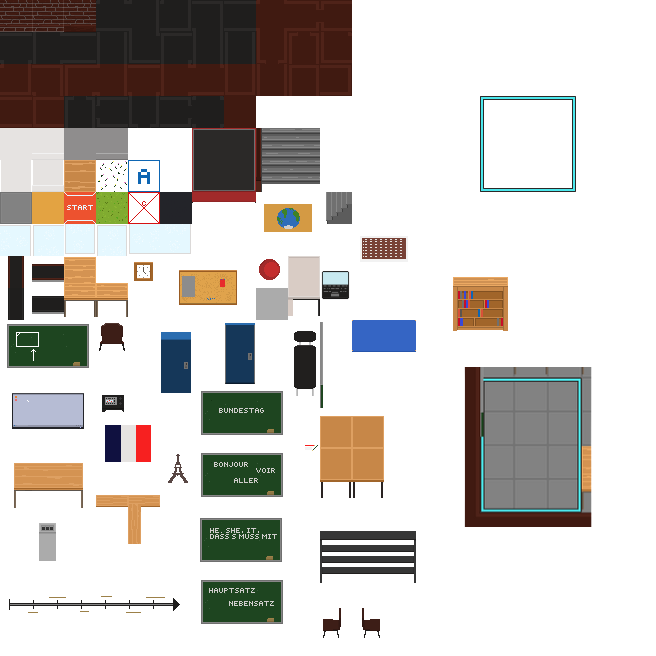 A
START
BUNDESTAG
BONJOUR
VOIR
ALLER
HE, SHE, IT,
DASS S MUSS MIT
HAUPTSATZ
NEBENSATZ